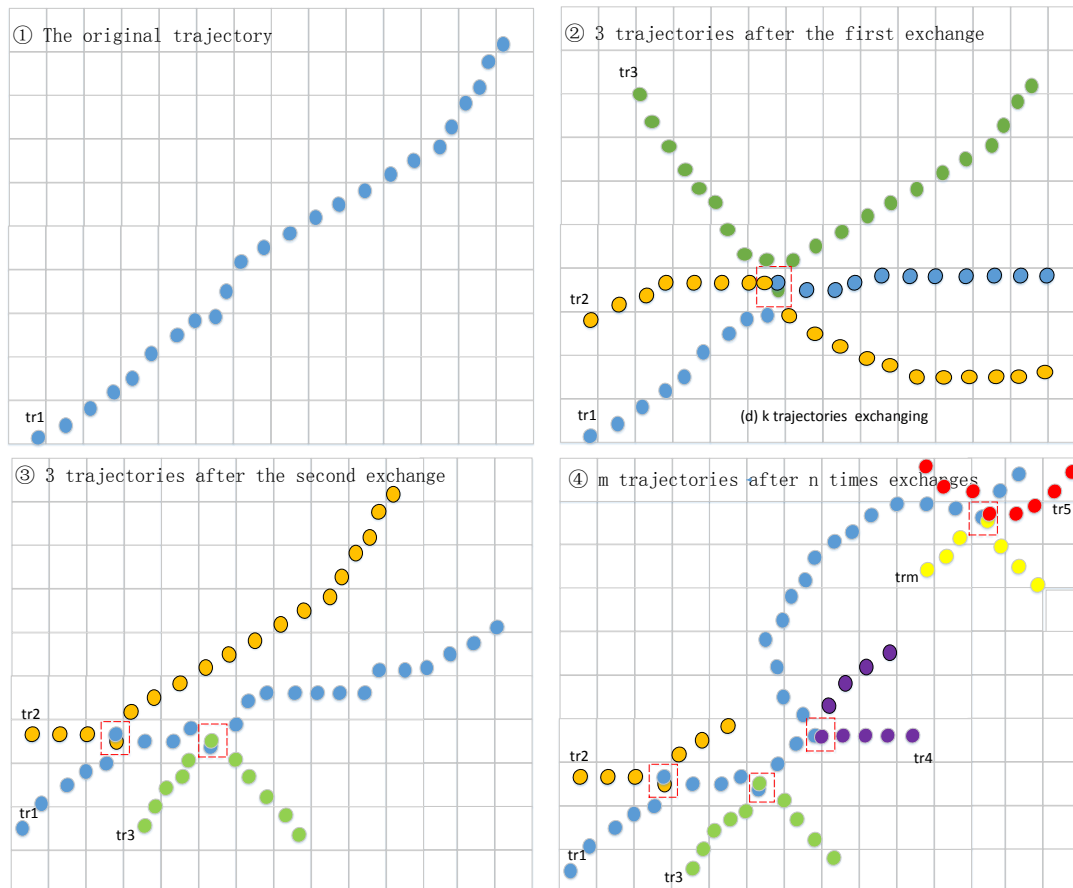 ① The original trajectory
tr1
② 3 trajectories after the first exchange
tr3
tr2
tr1
(d) k trajectories exchanging
③ 3 trajectories after the second exchange
tr2
tr1
tr3
④ m trajectories after n times exchanges
tr5
trm
tr2
tr4
tr1
tr3